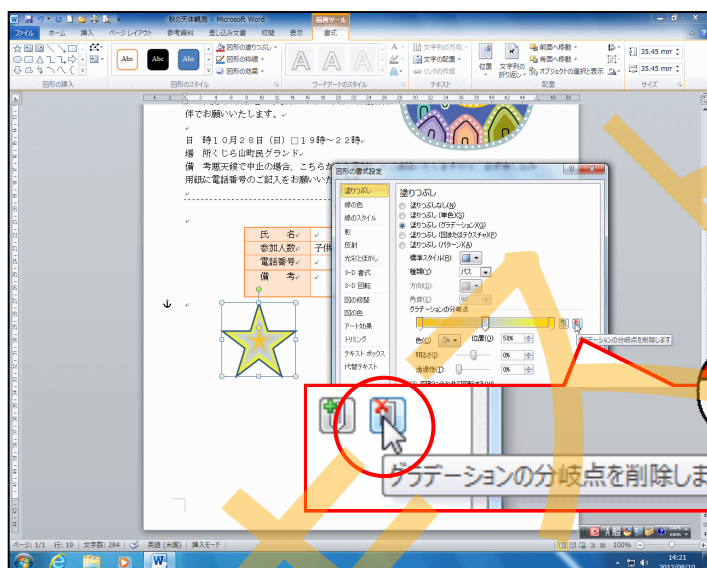 秋の天体観測 - Microsoft Word
描画ツール
ファイル ホーム 挿入 ページレイアウト 参考資料 差し込み文書 校閲 表示 書式
図形の塗りつぶし
図形の枠線
図形の効果
Abc Abc Abc
文字列の方向
文字の配置
リンクの作成
位置
文字列の折り返し
前面へ移動
背面へ移動
オブジェクトの選択と表示
35.45 mm
35.45 mm
図形の挿入 図形のスタイル ワードアートのスタイル テキスト 配置 サイズ
伴でお願いいたします。
日 時１０月２８日（日）□１９時～２２時
場 所くじら山町民グランド
備 考悪天候で中止の場合、こちらか
用紙に電話番号のご記入をお願いいた
氏 名
参加人数 子供
電話番号
備 考
図形の書式設定
塗りつぶし
線の色
線のスタイル
影
反射
光彩とぼかし
3-D 書式
3-D 回転
図の修整
図の色
アート効果
トリミング
テキスト ボックス
代替テキスト
塗りつぶし
塗りつぶしなし(N)
塗りつぶし (単色)(S)
塗りつぶし (グラデーション)(G)
塗りつぶし (図またはテクスチャ)(P)
塗りつぶし (パターン)(A)
標準スタイル(R):
種類(Y): パス
方向(D):
角度(E): 90°
グラデーションの分岐点
色(C): 位置(O): 50%
明るさ(I): 0%
透過性(T): 0%
グラデーションの分岐点を削除します
グラデーションの分岐点を削除しま
ページ: 1/1 行: 19 文字数: 284 英語 (米国) 挿入モード
100%
A 般
14:21
2012/08/10